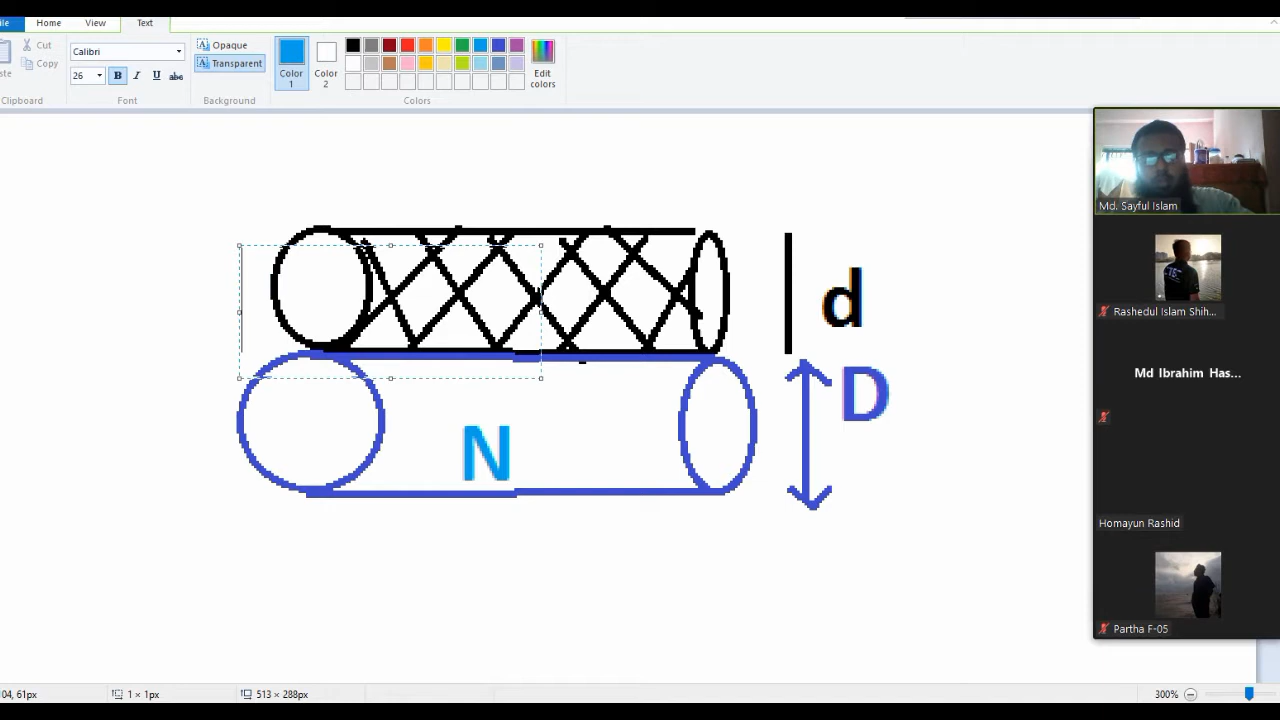 ile
Home
View
Text
Cut
ste
Copy
Clipboard
Calibri
26
B
I
U
abc
Font
Opaque
Transparent
Background
Color
1
Color
2
Edit
colors
Colors
Md. Sayful Islam
Rashedul Islam Shih...
Md Ibrahim Has...
Homayun Rashid
Partha F-05
d
D
N
04, 61px
1 × 1px
513 × 288px
300%